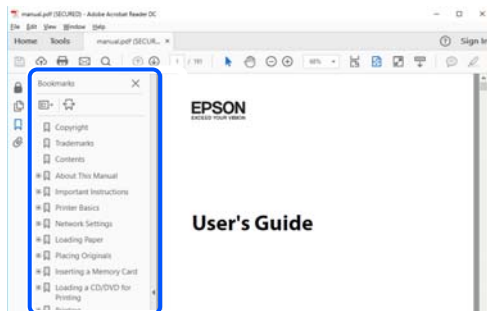 manual.pdf (SECURED) - Adobe Acrobat Reader DC
File Edit View Window Help
Home Tools manual.pdf (SECUR... ×
Sign In
Bookmarks
Copyright
Trademarks
Contents
About This Manual
Important Instructions
Printer Basics
Network Settings
Loading Paper
Placing Originals
Inserting a Memory Card
Loading a CD/DVD for
Printing
Printing
EPSON
EXCEED YOUR VISION
User's Guide